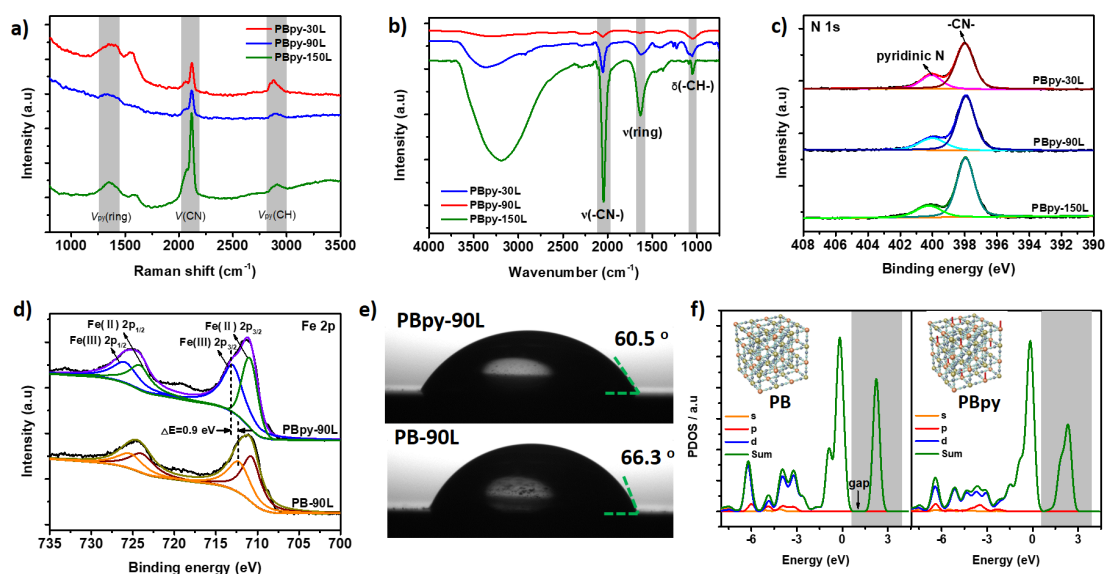 a)
PBpy-30L
PBpy-90L
PBpy-150L
Intensity (a.u)
Vpy(ring)
V(CN)
Vpy(CH)
1000 1500 2000 2500 3000 3500
Raman shift (cm-1)
b)
δ(-CH-)
ν(ring)
PBpy-30L
PBpy-90L
PBpy-150L
ν(-CN-)
Intensity (a.u)
4000 3500 3000 2500 2000 1500 1000
Wavenumber (cm-1)
c)
N 1s
-CN-
pyridinic N
PBpy-30L
PBpy-90L
PBpy-150L
Intensity (a.u)
408 406 404 402 400 398 396 394 392 390
Binding energy (eV)
d)
Fe(II) 2p1/2
Fe(III) 2p1/2
Fe(II) 2p3/2
Fe(III) 2p3/2
Fe 2p
PBpy-90L
△E=0.9 eV
PB-90L
Intensity (a.u)
735 730 725 720 715 710 705 700
Binding energy (eV)
e)
PBpy-90L
60.5 o
PB-90L
66.3 o
f)
PB
s
p
d
Sum
gap
PBpy
s
p
d
Sum
PDOS / a.u
-6 -3 0 3
-6 -3 0 3
Energy (eV)
Energy (eV)